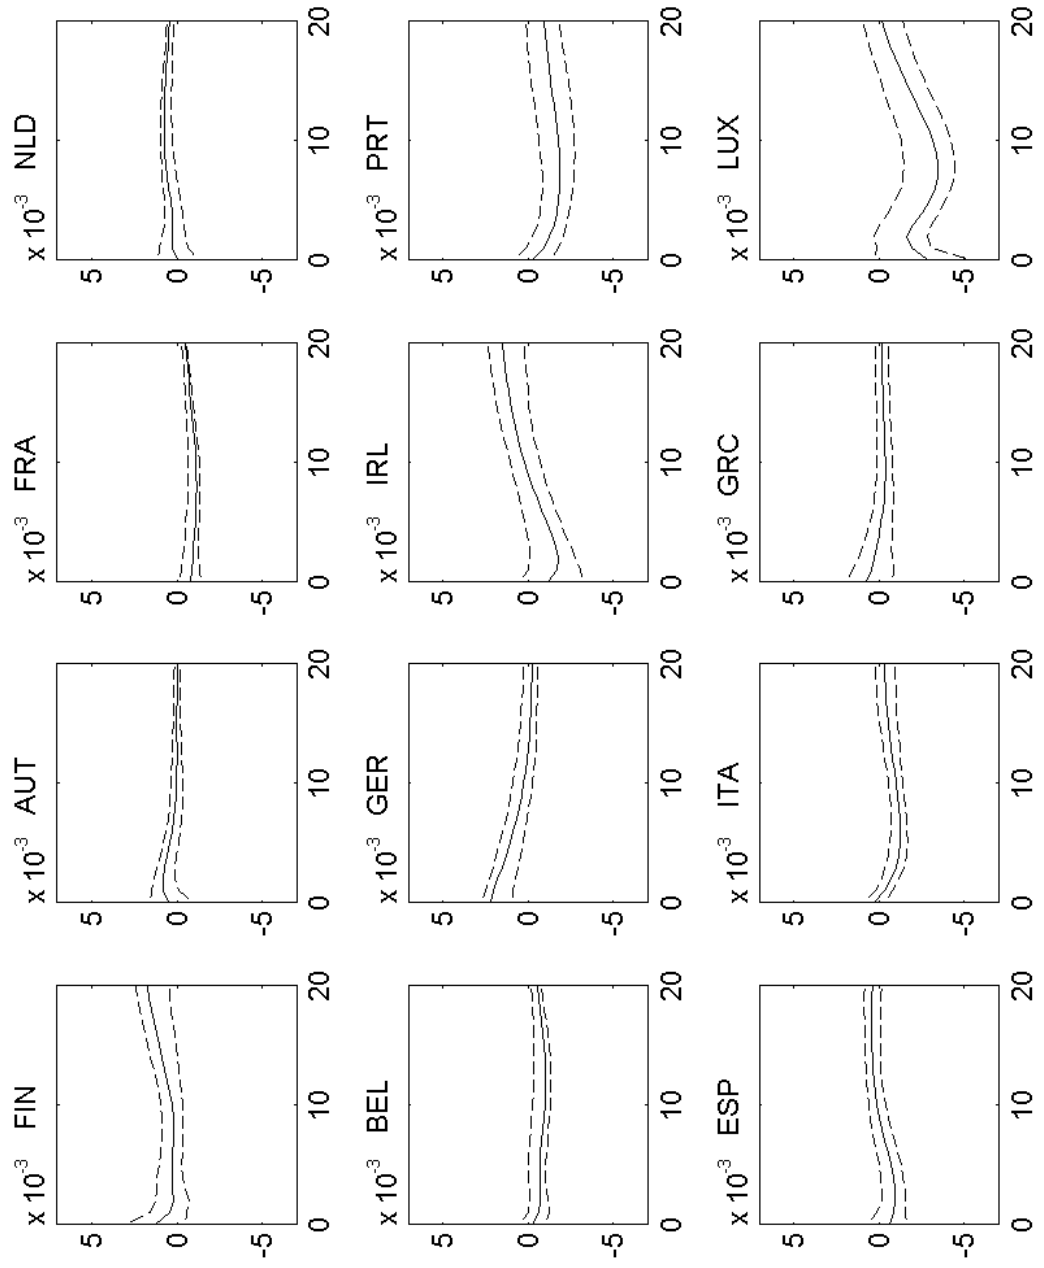 x 10⁻³ FIN
5
0
-5
0 10 20
x 10⁻³ AUT
5
0
-5
0 10 20
x 10⁻³ FRA
5
0
-5
0 10 20
x 10⁻³ NLD
5
0
-5
0 10 20
x 10⁻³ BEL
5
0
-5
0 10 20
x 10⁻³ GER
5
0
-5
0 10 20
x 10⁻³ IRL
5
0
-5
0 10 20
x 10⁻³ PRT
5
0
-5
0 10 20
x 10⁻³ ESP
5
0
-5
0 10 20
x 10⁻³ ITA
5
0
-5
0 10 20
x 10⁻³ GRC
5
0
-5
0 10 20
x 10⁻³ LUX
5
0
-5
0 10 20